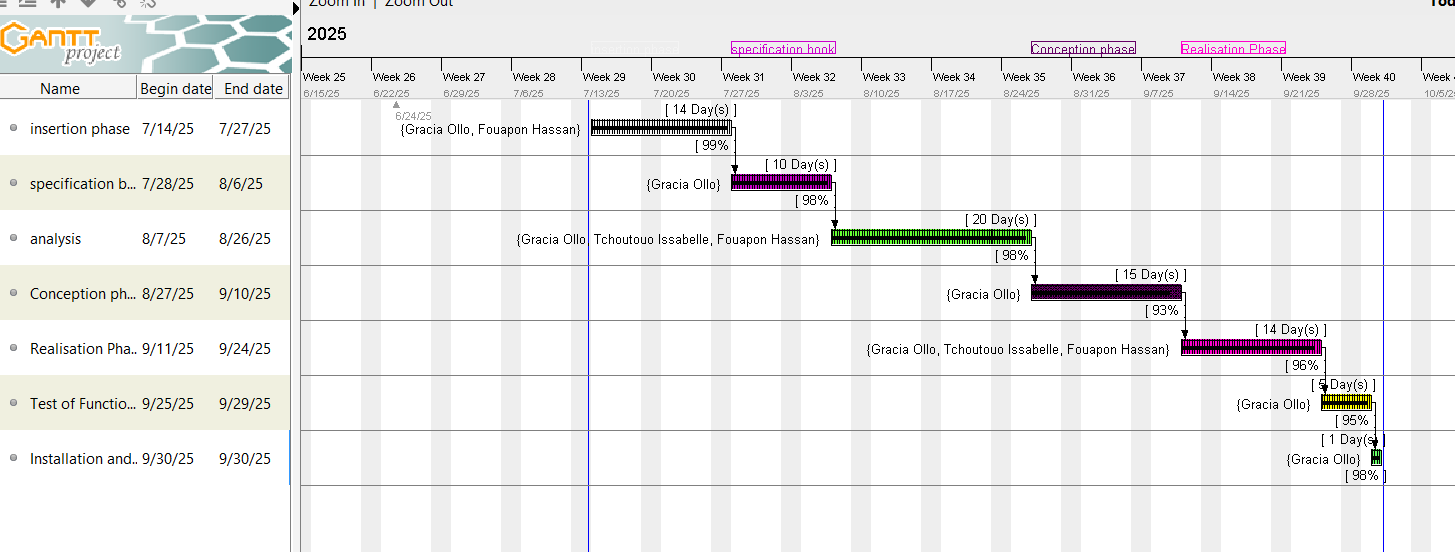 Zoom In | Zoom Out
GANTT
project
2025
insertion phase
specification book
Conception phase
Realisation Phase
Week 25 Week 26 Week 27 Week 28 Week 29 Week 30 Week 31 Week 32 Week 33 Week 34 Week 35 Week 36 Week 37 Week 38 Week 39 Week 40
6/15/25 6/22/25 6/29/25 7/6/25 7/13/25 7/20/25 7/27/25 8/3/25 8/10/25 8/17/25 8/24/25 8/31/25 9/7/25 9/14/25 9/21/25 9/28/25
Name Begin date End date
6/24/25
insertion phase 7/14/25 7/27/25
{Gracia Ollo, Fouapon Hassan}
[ 14 Day(s) ]
[ 99%
specification b... 7/28/25 8/6/25
{Gracia Ollo}
[ 10 Day(s) ]
[ 98%
analysis 8/7/25 8/26/25
{Gracia Ollo, Tchoutouo Issabelle, Fouapon Hassan}
[ 20 Day(s) ]
[ 98%
Conception ph... 8/27/25 9/10/25
{Gracia Ollo}
[ 15 Day(s) ]
[ 93%
Realisation Pha... 9/11/25 9/24/25
{Gracia Ollo, Tchoutouo Issabelle, Fouapon Hassan}
[ 14 Day(s) ]
[ 96%
Test of Functio... 9/25/25 9/29/25
{Gracia Ollo}
[ 5 Day(s) ]
[ 95%
Installation and.. 9/30/25 9/30/25
{Gracia Ollo}
[ 1 Day(s) ]
[ 98% ]